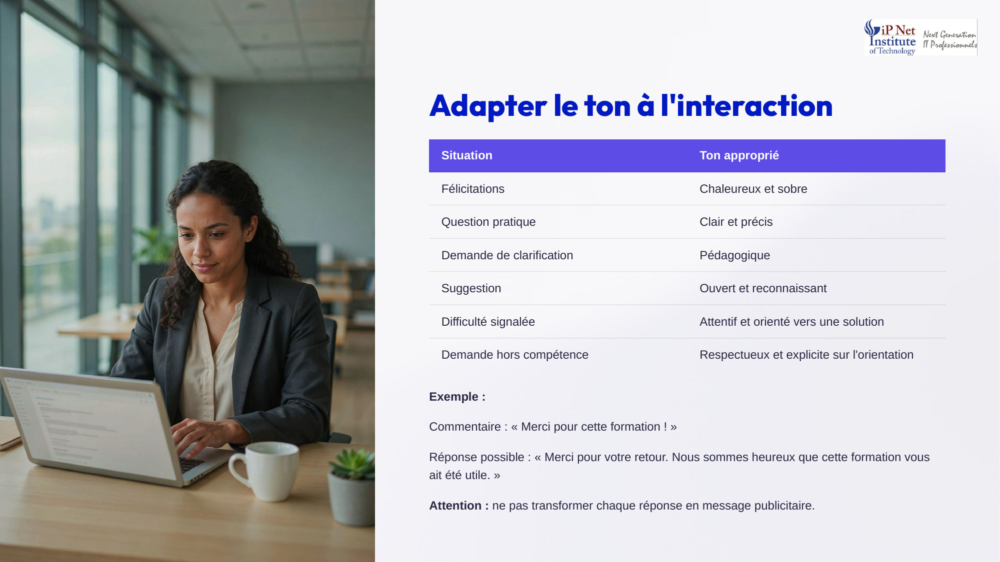 iP Net
Institute
of Technology
Next Generation
IT Professionnels
Adapter le ton à l'interaction
Situation Ton approprié
Félicitations Chaleureux et sobre
Question pratique Clair et précis
Demande de clarification Pédagogique
Suggestion Ouvert et reconnaissant
Difficulté signalée Attentif et orienté vers une solution
Demande hors compétence Respectueux et explicite sur l'orientation
Exemple :
Commentaire : « Merci pour cette formation ! »
Réponse possible : « Merci pour votre retour. Nous sommes heureux que cette formation vous
ait été utile. »
Attention : ne pas transformer chaque réponse en message publicitaire.